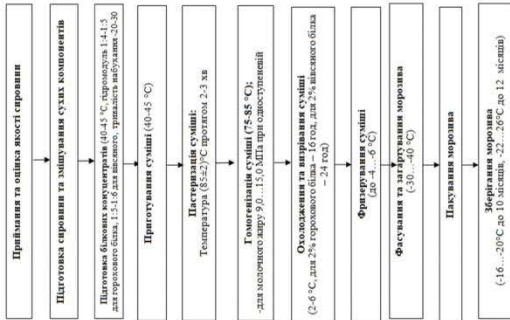 Приймання та оцінка якості сировини
Підготовка сировини та змішування сухих компонентів
Підготовка білкових концентратів (40-45 °C, гідромодуль 1:4-1:5
для горохового білка, 1:5-1:6 для вівсяного, тривалість набухання -20-30
Приготування суміші (40-45 °C)
Пастеризація суміші:
Температура (85±2)°C протягом 2-3 хв
Гомогенізація суміші (75-85 °C);
-для молочного жиру 9,0…15,0 МПа при одноступеневій
Охолодження та визрівання суміші
(2-6 °C, для 2% горохового білка – 16 год, для 2% вівсяного білка
– 24 год)
Фризерування суміші
(до –4…-6 °C)
Фасування та загартування морозива
(-30…-40 °C)
Пакування морозива
Зберігання морозива
(-16…-20°C до 10 місяців, -22…-26°C до 12 місяців)